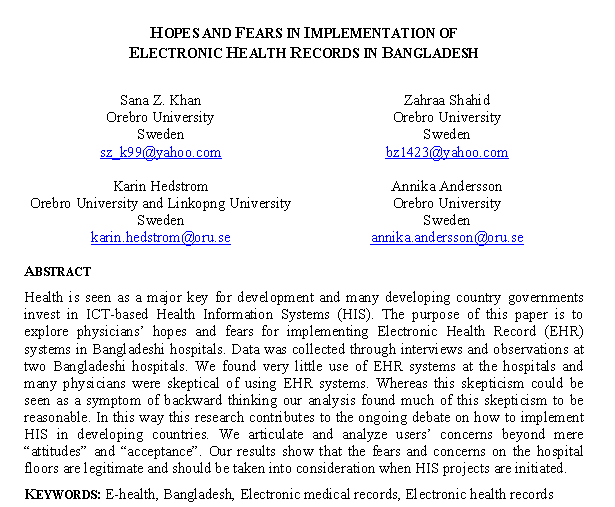 HOPES AND FEARS IN IMPLEMENTATION OF
ELECTRONIC HEALTH RECORDS IN BANGLADESH
Sana Z. Khan
Orebro University
Sweden
sz_k99@yahoo.com
Zahraa Shahid
Orebro University
Sweden
bz1423@yahoo.com
Karin Hedstrom
Orebro University and Linkopng University
Sweden
karin.hedstrom@oru.se
Annika Andersson
Orebro University
Sweden
annika.andersson@oru.se
ABSTRACT
Health is seen as a major key for development and many developing country governments
invest in ICT-based Health Information Systems (HIS). The purpose of this paper is to
explore physicians’ hopes and fears for implementing Electronic Health Record (EHR)
systems in Bangladeshi hospitals. Data was collected through interviews and observations at
two Bangladeshi hospitals. We found very little use of EHR systems at the hospitals and
many physicians were skeptical of using EHR systems. Whereas this skepticism could be
seen as a symptom of backward thinking our analysis found much of this skepticism to be
reasonable. In this way this research contributes to the ongoing debate on how to implement
HIS in developing countries. We articulate and analyze users’ concerns beyond mere
“attitudes” and “acceptance”. Our results show that the fears and concerns on the hospital
floors are legitimate and should be taken into consideration when HIS projects are initiated.
KEYWORDS: E-health, Bangladesh, Electronic medical records, Electronic health records